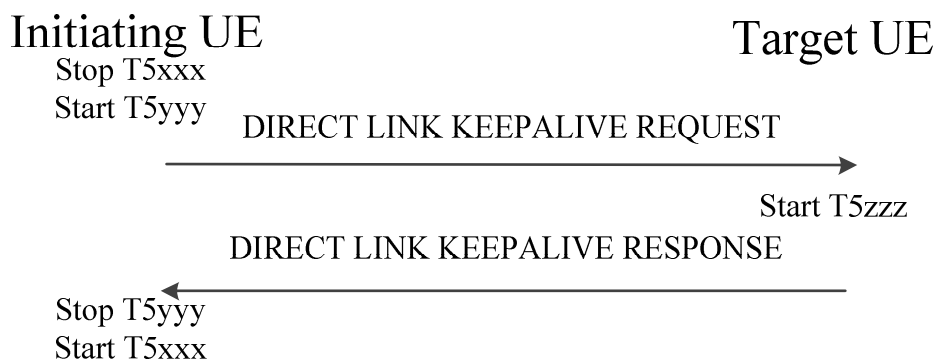 Initiating UE
Target UE
Stop T5xxx
Start T5yyy
DIRECT LINK KEEPALIVE REQUEST
Start T5zzz
DIRECT LINK KEEPALIVE RESPONSE
Stop T5yyy
Start T5xxx